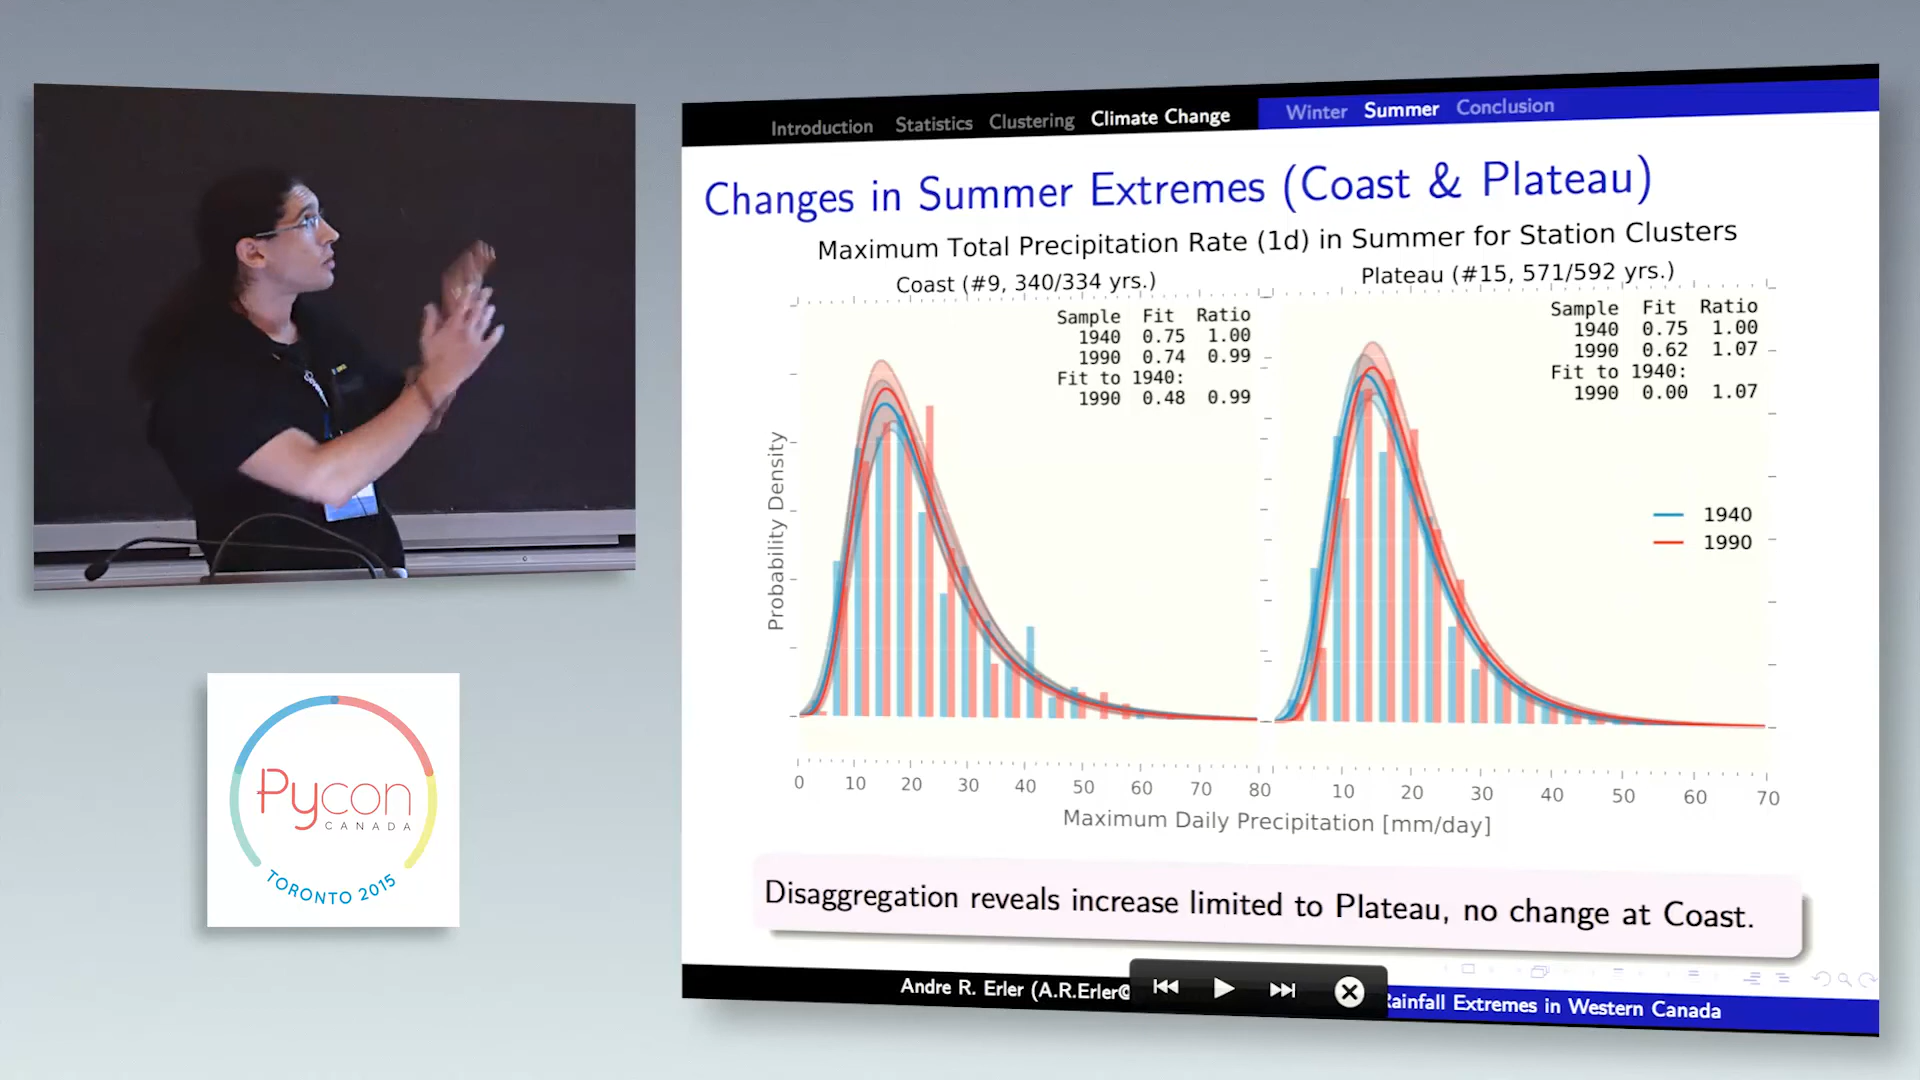 Introduction Statistics Clustering Climate Change Winter Summer Conclusion
Changes in Summer Extremes (Coast & Plateau)
Maximum Total Precipitation Rate (1d) in Summer for Station Clusters
Coast (#9, 340/334 yrs.)
Sample Fit Ratio
1940 0.75 1.00
1990 0.74 0.99
Fit to 1940:
1990 0.48 0.99
Probability Density
0 10 20 30 40 50 60 70 80
Plateau (#15, 571/592 yrs.)
Sample Fit Ratio
1940 0.75 1.00
1990 0.62 1.07
Fit to 1940:
1990 0.00 1.07
1940
1990
10 20 30 40 50 60 70
Maximum Daily Precipitation [mm/day]
Disaggregation reveals increase limited to Plateau, no change at Coast.
Andre R. Erler (A.R.Erler@
Rainfall Extremes in Western Canada
Pycon
CANADA
TORONTO 2015